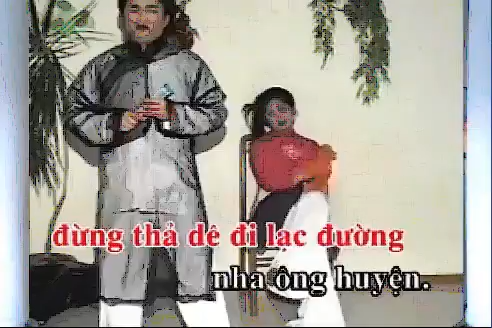 đừng thả dê đi lạc đường
nha ông huyện.